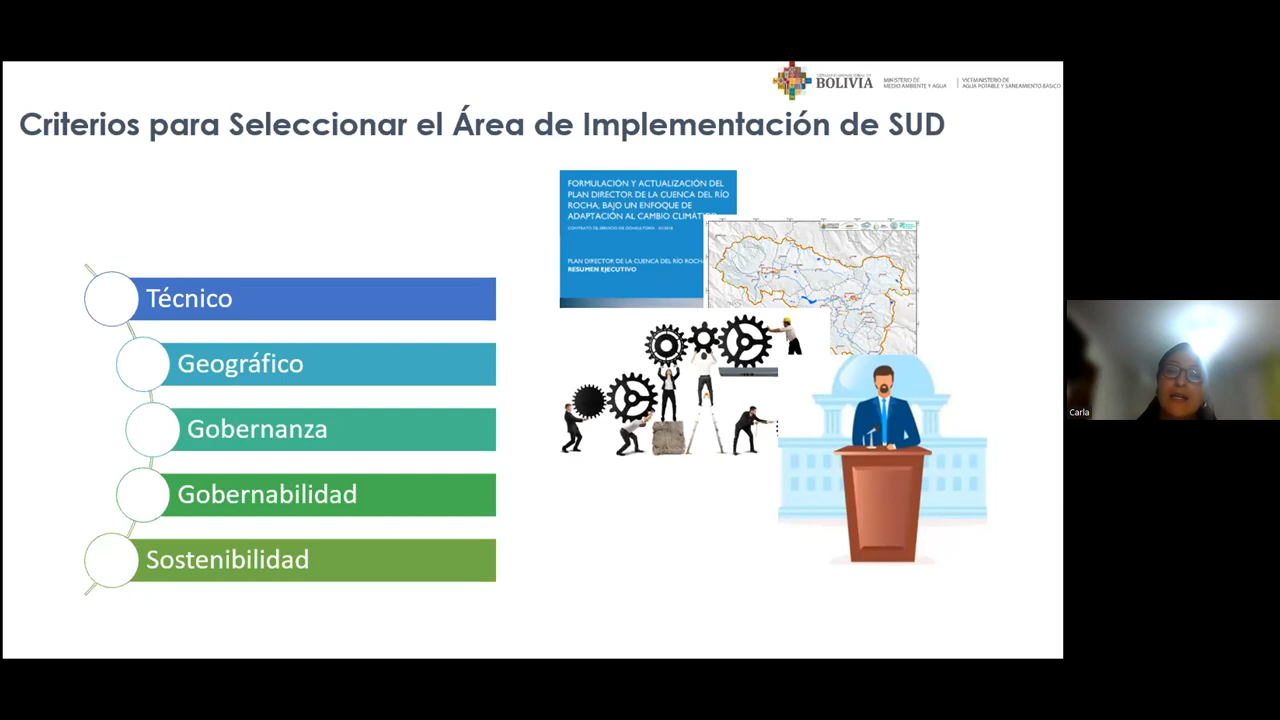 BOLIVIA
MINISTERIO DE
MEDIO AMBIENTE Y AGUA
VICEMINISTERIO DE
AGUA POTABLE Y SANEAMIENTO BÁSICO
Criterios para Seleccionar el Área de Implementación de SUD
Técnico
Geográfico
Gobernanza
Gobernabilidad
Sostenibilidad
FORMULACIÓN Y ACTUALIZACIÓN DEL
PLAN DIRECTOR DE LA CUENCA DEL RÍO
ROCHA, BAJO UN ENFOQUE DE
ADAPTACIÓN AL CAMBIO CLIMÁTICO
PLAN DIRECTOR DE LA CUENCA DEL RÍO ROCHA
RESUMEN EJECUTIVO
Carla